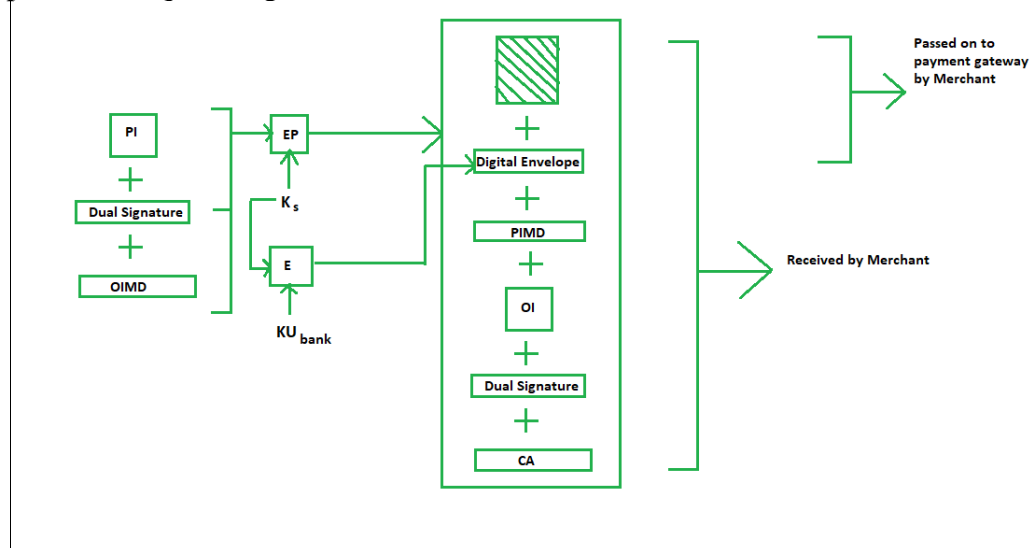 PI
Dual Signature
OIMD
EP
K s
E
KU bank
Digital Envelope
PIMD
OI
Dual Signature
CA
Passed on to
payment gateway
by Merchant
Received by Merchant